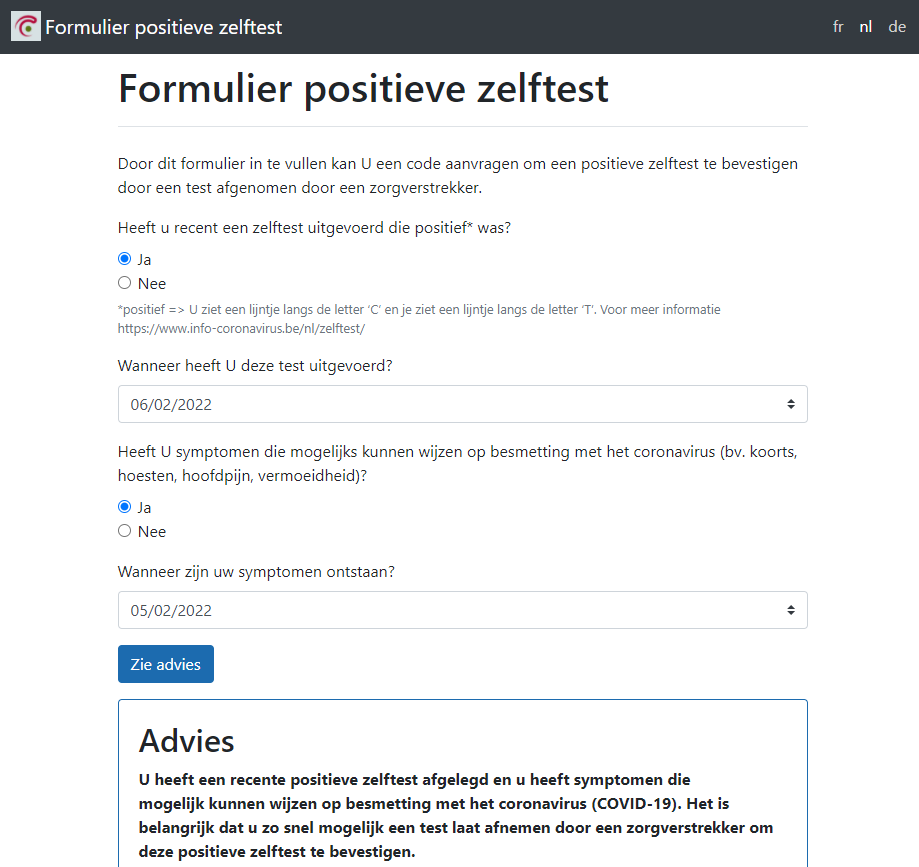 Formulier positieve zelftest
fr nl de
Formulier positieve zelftest
Door dit formulier in te vullen kan U een code aanvragen om een positieve zelftest te bevestigen
door een test afgenomen door een zorgverstrekker.
Heeft u recent een zelftest uitgevoerd die positief* was?
Ja
Nee
*positief => U ziet een lijntje langs de letter ‘C’ en je ziet een lijntje langs de letter ‘T’. Voor meer informatie
https://www.info-coronavirus.be/nl/zelftest/
Wanneer heeft U deze test uitgevoerd?
06/02/2022
Heeft U symptomen die mogelijks kunnen wijzen op besmetting met het coronavirus (bv. koorts,
hoesten, hoofdpijn, vermoeidheid)?
Ja
Nee
Wanneer zijn uw symptomen ontstaan?
05/02/2022
Zie advies
Advies
U heeft een recente positieve zelftest afgelegd en u heeft symptomen die
mogelijk kunnen wijzen op besmetting met het coronavirus (COVID-19). Het is
belangrijk dat u zo snel mogelijk een test laat afnemen door een zorgverstrekker om
deze positieve zelftest te bevestigen.